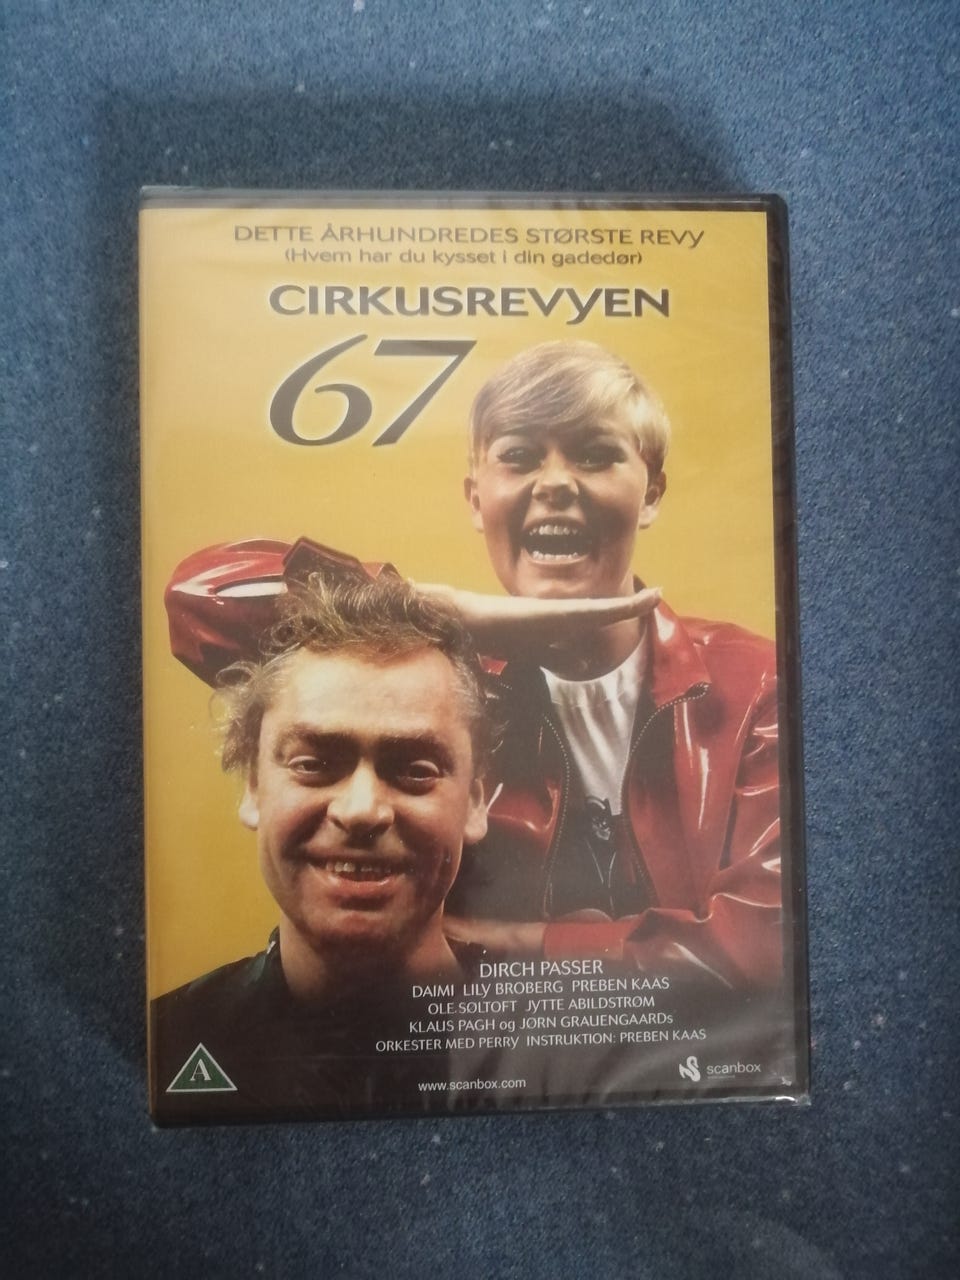 DETTE ÅRHUNDREDES STØRSTE REVY
(Hvem har du kysset i din gadedør)
CIRKUSREVYEN
67
DIRCH PASSER
DAIMI LILY BROBERG PREBEN KAAS
OLE SØLTOFT JYTTE ABILDSTRØM
KLAUS PAGH og JØRN GRAUENGAARDs
ORKESTER MED PERRY INSTRUKTION: PREBEN KAAS
A
scanbox
www.scanbox.com